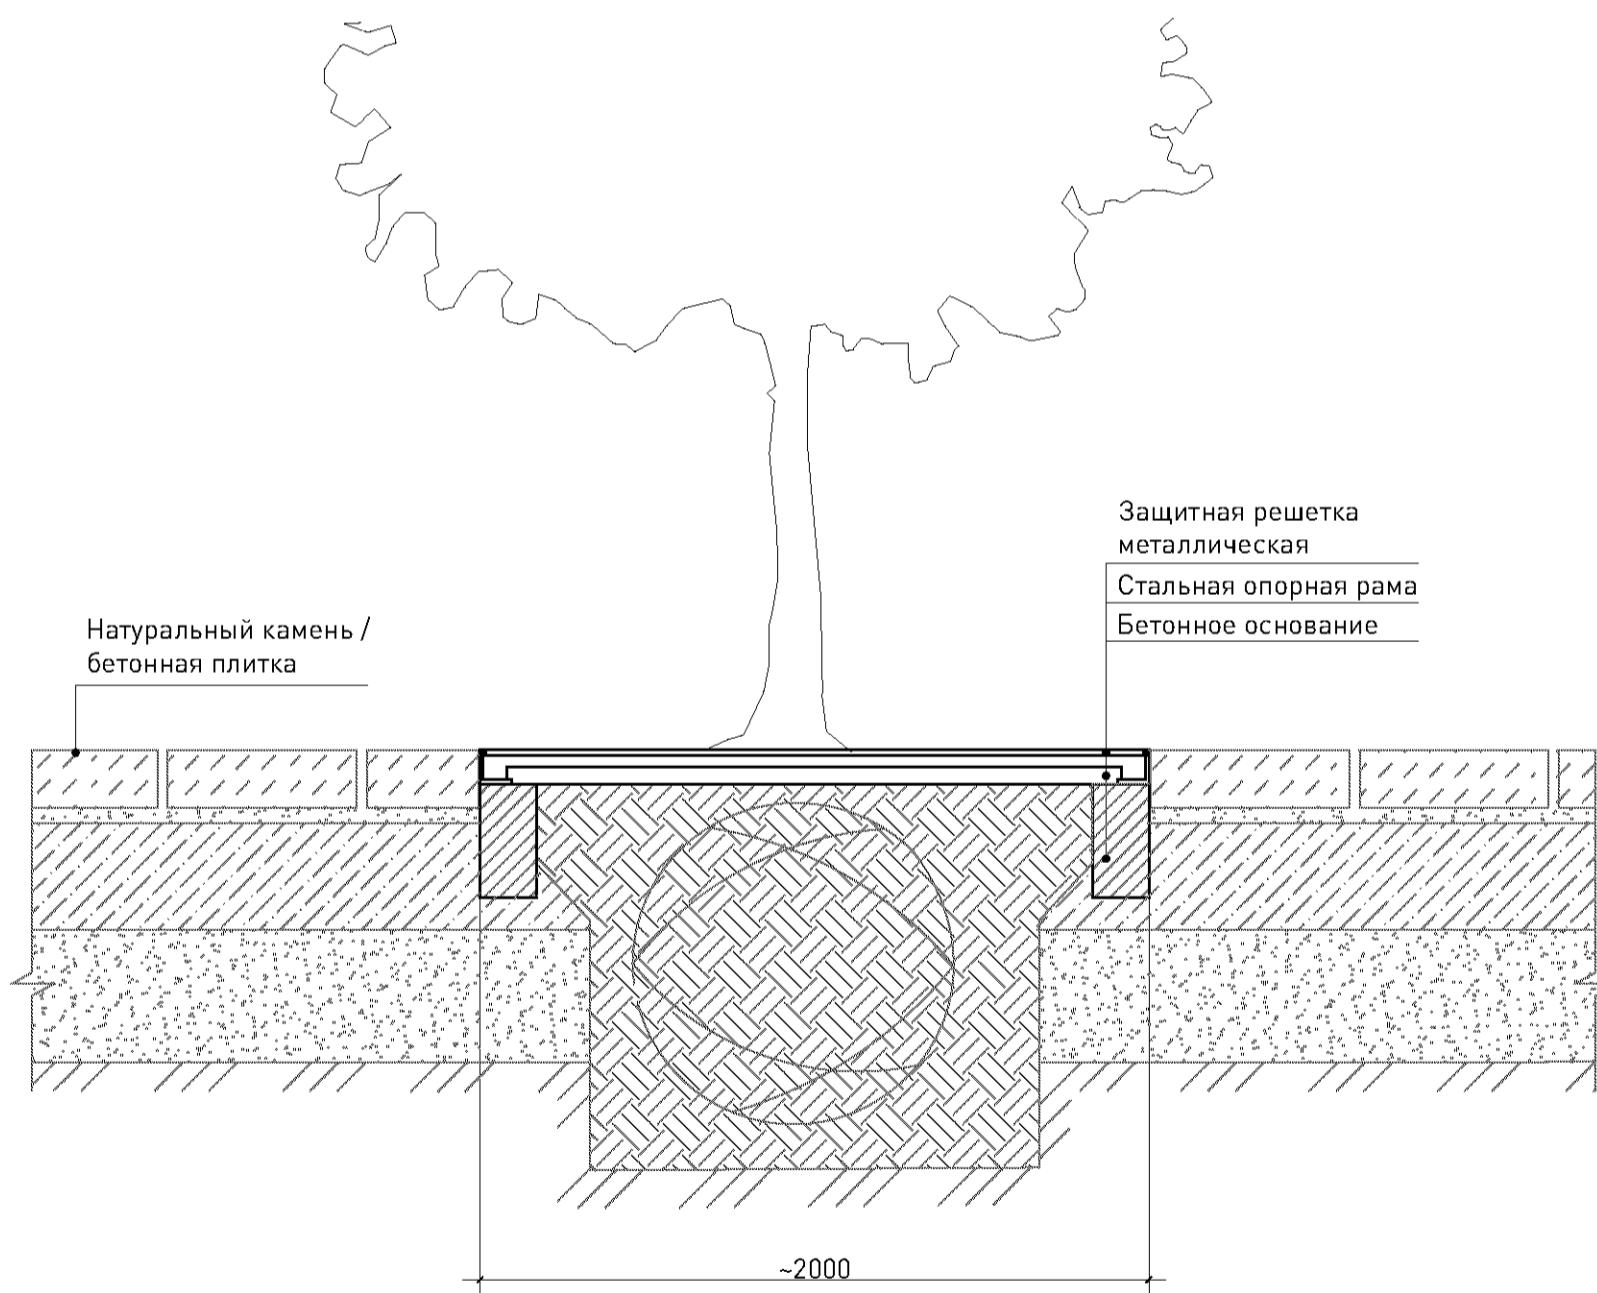 Защитная решетка
металлическая
Стальная опорная рама
Бетонное основание
Натуральный камень /
бетонная плитка
~2000